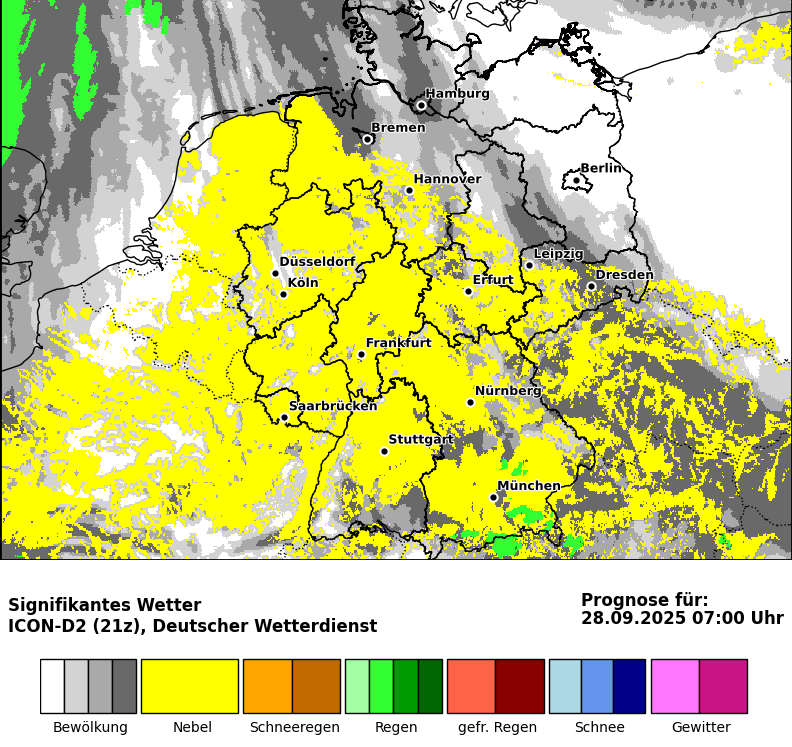 Hamburg
Bremen
Berlin
Hannover
Leipzig
Düsseldorf
Dresden
Köln
Erfurt
Frankfurt
Nürnberg
Saarbrücken
Stuttgart
München
Signifikantes Wetter
ICON-D2 (21z), Deutscher Wetterdienst
Prognose für:
28.09.2025 07:00 Uhr
Bewölkung
Nebel
Schneeregen
Regen
gefr. Regen
Schnee
Gewitter